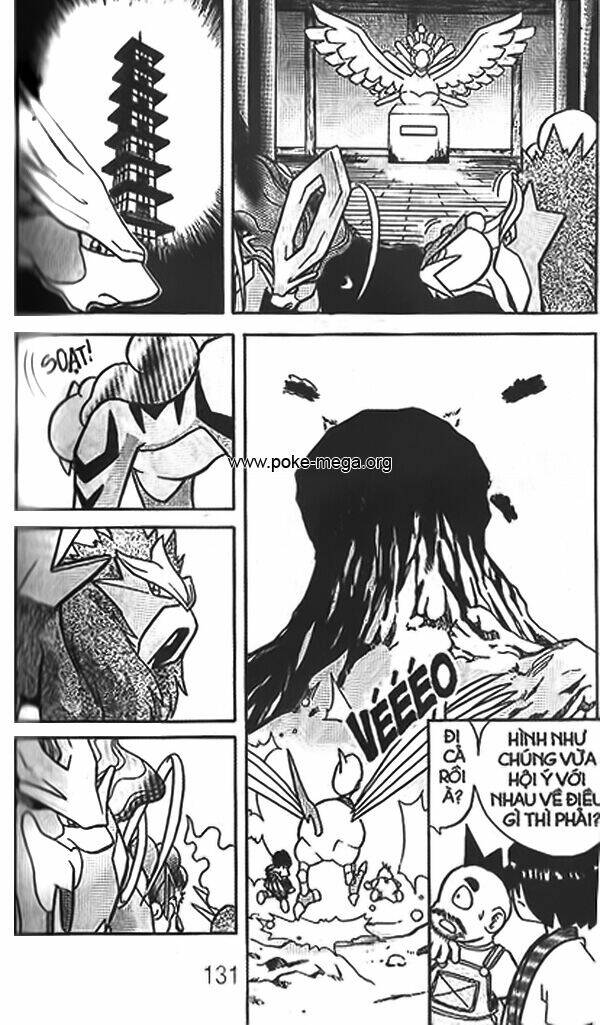 SOẠT!
www.poke-mega.org
VÉÉÉO
HÌNH NHƯ
CHÚNG VỪA
HỘI Ý VỚI
NHAU VỀ ĐIỀU
GÌ THÌ PHẢI?
ĐI
CẢ
RỒI
À?
131